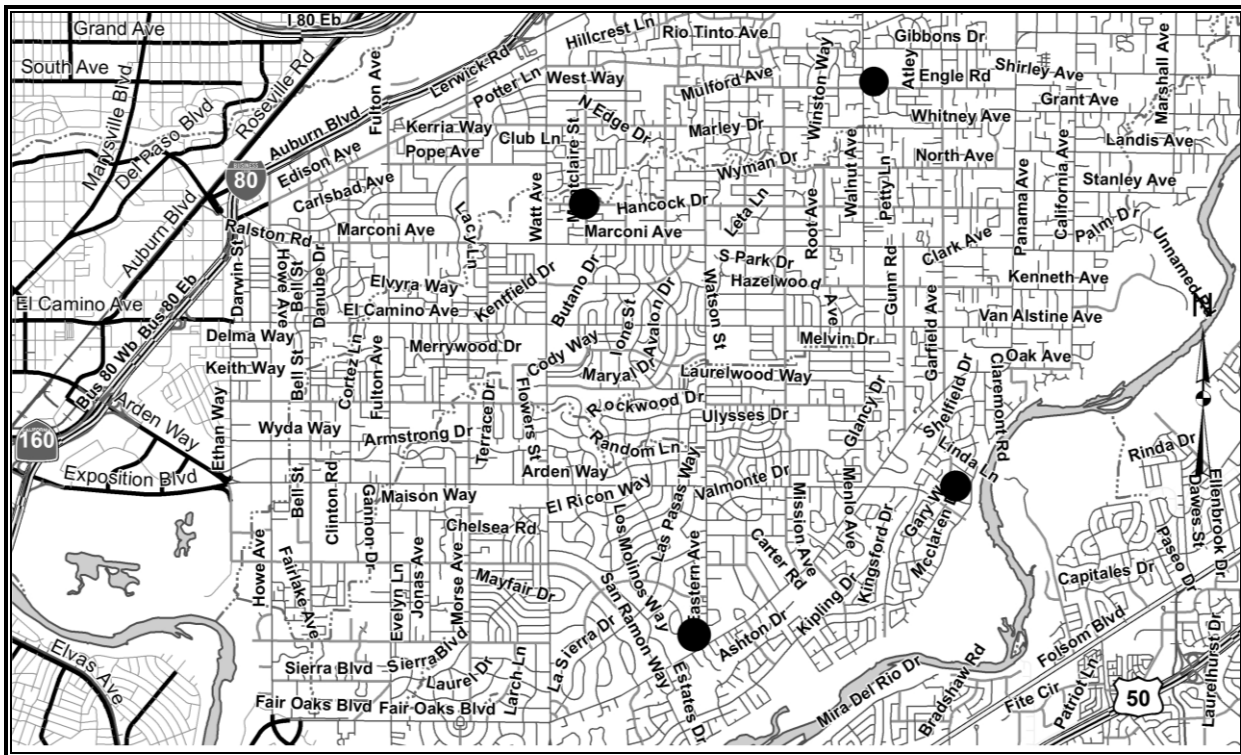 I 80 Eb
Grand Ave
South Ave
Marysville Blvd
Del Paso Blvd
Roseville Rd
Fulton Ave
Lerwick Rd
Potter Ln
Hillcrest Ln
Rio Tinto Ave
Gibbons Dr
West Way
Mulford Ave
Winston Way
Atley
Engle Rd
Shirley Ave
Marshall Ave
Grant Ave
Auburn Blvd
N Edge Dr
Kerria Way
Club Ln
Marley Dr
Whitney Ave
Landis Ave
BUSINESS
80
Edison Ave
Pope Ave
Montclaire St
Wyman Dr
Walnut Ave
North Ave
Panama Ave
California Ave
Stanley Ave
Carlsbad Ave
Auburn Blvd
Watt Ave
Hancock Dr
Leta Ln
Root Ave
Petty Ln
Palm Dr
Ralston Rd
Marconi Ave
Lacy Ln
Marconi Ave
Clark Ave
Unnamed
Darwin St
Howe Ave
Bell St
Danube Dr
Elvyra Way
Kentfield Dr
Butano Dr
S Park Dr
Hazelwood
Ave
Gunn Rd
Kenneth Ave
El Camino Ave
Bus 80 Wb
Bus 80 Eb
El Camino Ave
Ione St
Avalon Dr
Watson St
Garfield Ave
Van Alstine Ave
N
Delma Way
Merrywood Dr
Cody Way
Melvin Dr
Oak Ave
Keith Way
Bell St
Cortez Ln
Fulton Ave
Maryal Dr
Laurelwood Way
Shelfield Dr
Claremont Rd
160
Arden Way
Ethan Way
Wyda Way
Armstrong Dr
Terrace Dr
Flowers St
Rockwood Dr
Ulysses Dr
Glancy Dr
Random Ln
Linda Ln
Rinda Dr
Exposition Blvd
Bell St
Clinton Rd
Gannon Dr
Maison Way
Arden Way
El Ricon Way
Las Pasas Way
Valmonte Dr
Mission Ave
Menlo Ave
Kingsford Dr
Gary W
Mcclaren
Dawes St
Ellenbrook Dr
Chelsea Rd
Los Molinos Way
Carter Rd
Paseo Dr
Howe Ave
Fairlake Ave
Evelyn Ln
Jonas Ave
Morse Ave
Mayfair Dr
San Ramon Way
Eastern Ave
Kipling Dr
Capitales Dr
Ashton Dr
Folsom Blvd
Elvas Ave
Sierra Blvd
Sierra Blvd
Laurel Dr
Larch Ln
La Sierra Dr
Estates Dr
Mira Del Rio Dr
Bradshaw Rd
Fite Cir
Patriot Ln
50
Laurelhurst Dr
Fair Oaks Blvd
Fair Oaks Blvd